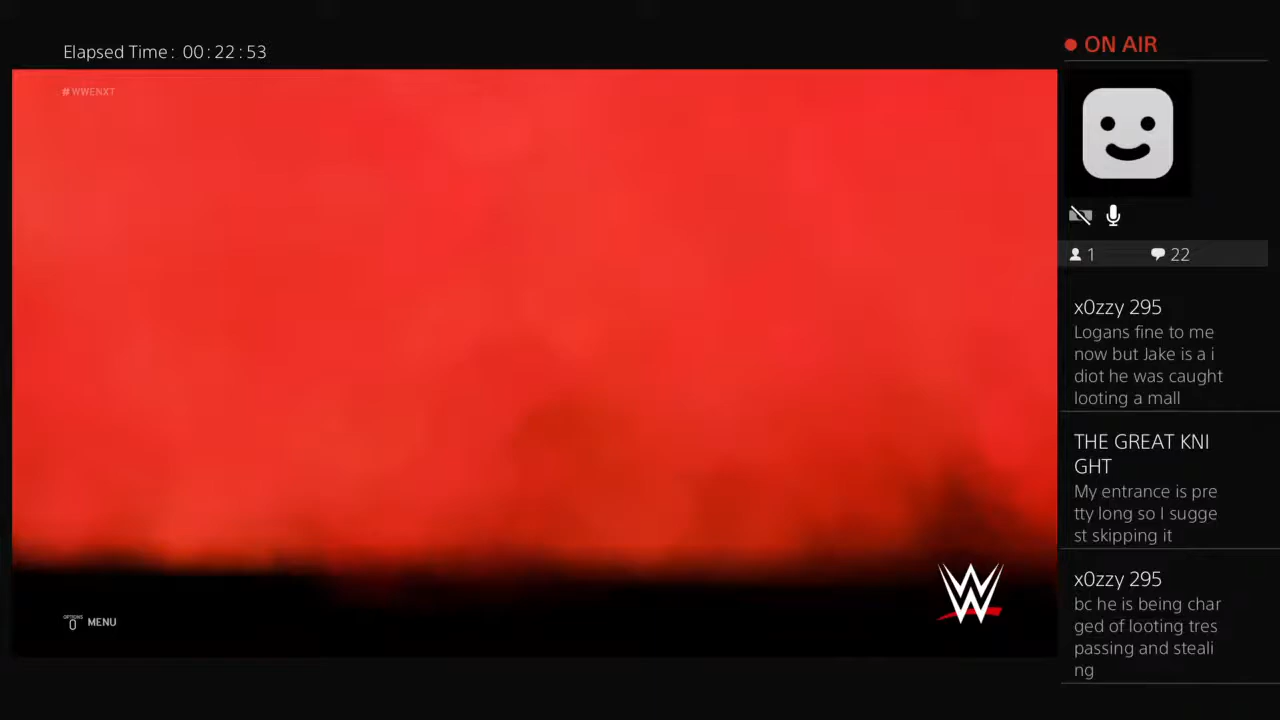 Elapsed Time: 00:22:53
ON AIR
#WWENXT
1
22
x0zzy 295
Logans fine to me
now but Jake is a i
diot he was caught
looting a mall
THE GREAT KNI
GHT
My entrance is pre
tty long so I sugge
st skipping it
x0zzy 295
bc he is being char
ged of looting tres
passing and steali
ng
OPTIONS
MENU
W